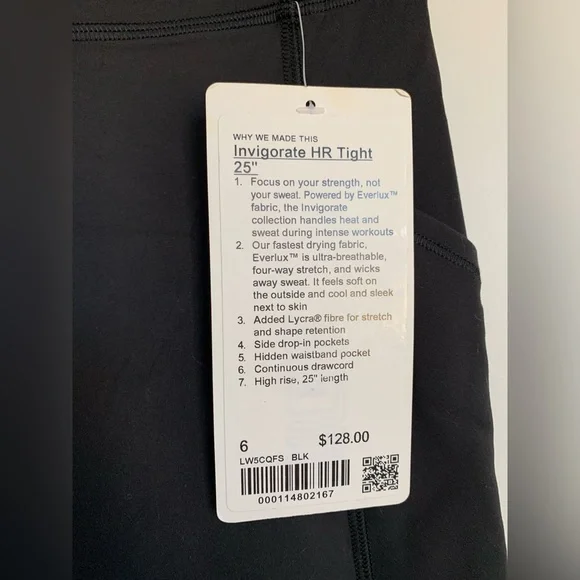 WHY WE MADE THIS
Invigorate HR Tight
25"
1. Focus on your strength, not
your sweat. Powered by Everlux™
fabric, the Invigorate
collection handles heat and
sweat during intense workouts
2. Our fastest drying fabric,
Everlux™ is ultra-breathable,
four-way stretch, and wicks
away sweat. It feels soft on
the outside and cool and sleek
next to skin
3. Added Lycra® fibre for stretch
and shape retention
4. Side drop-in pockets
5. Hidden waistband pocket
6. Continuous drawcord
7. High rise, 25" length
6 $128.00
LW5CQFS BLK
000114802167